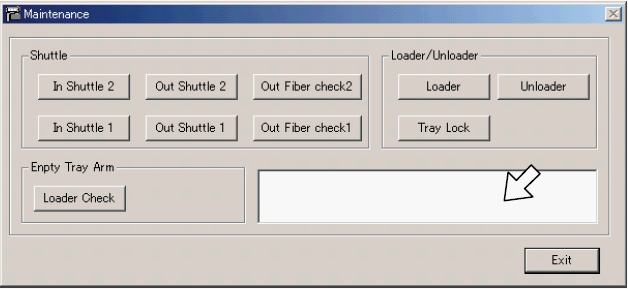 Maintenance
Shuttle
In Shuttle 2
Out Shuttle 2
Out Fiber check2
In Shuttle 1
Out Shuttle 1
Out Fiber check1
Loader/Unloader
Loader
Unloader
Tray Lock
Enpty Tray Arm
Loader Check
Exit